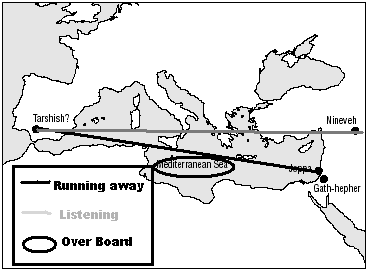 Tarshish?
Nineveh
Mediterranean Sea
Joppa
Gath-hepher
Running away
Listening
Over Board